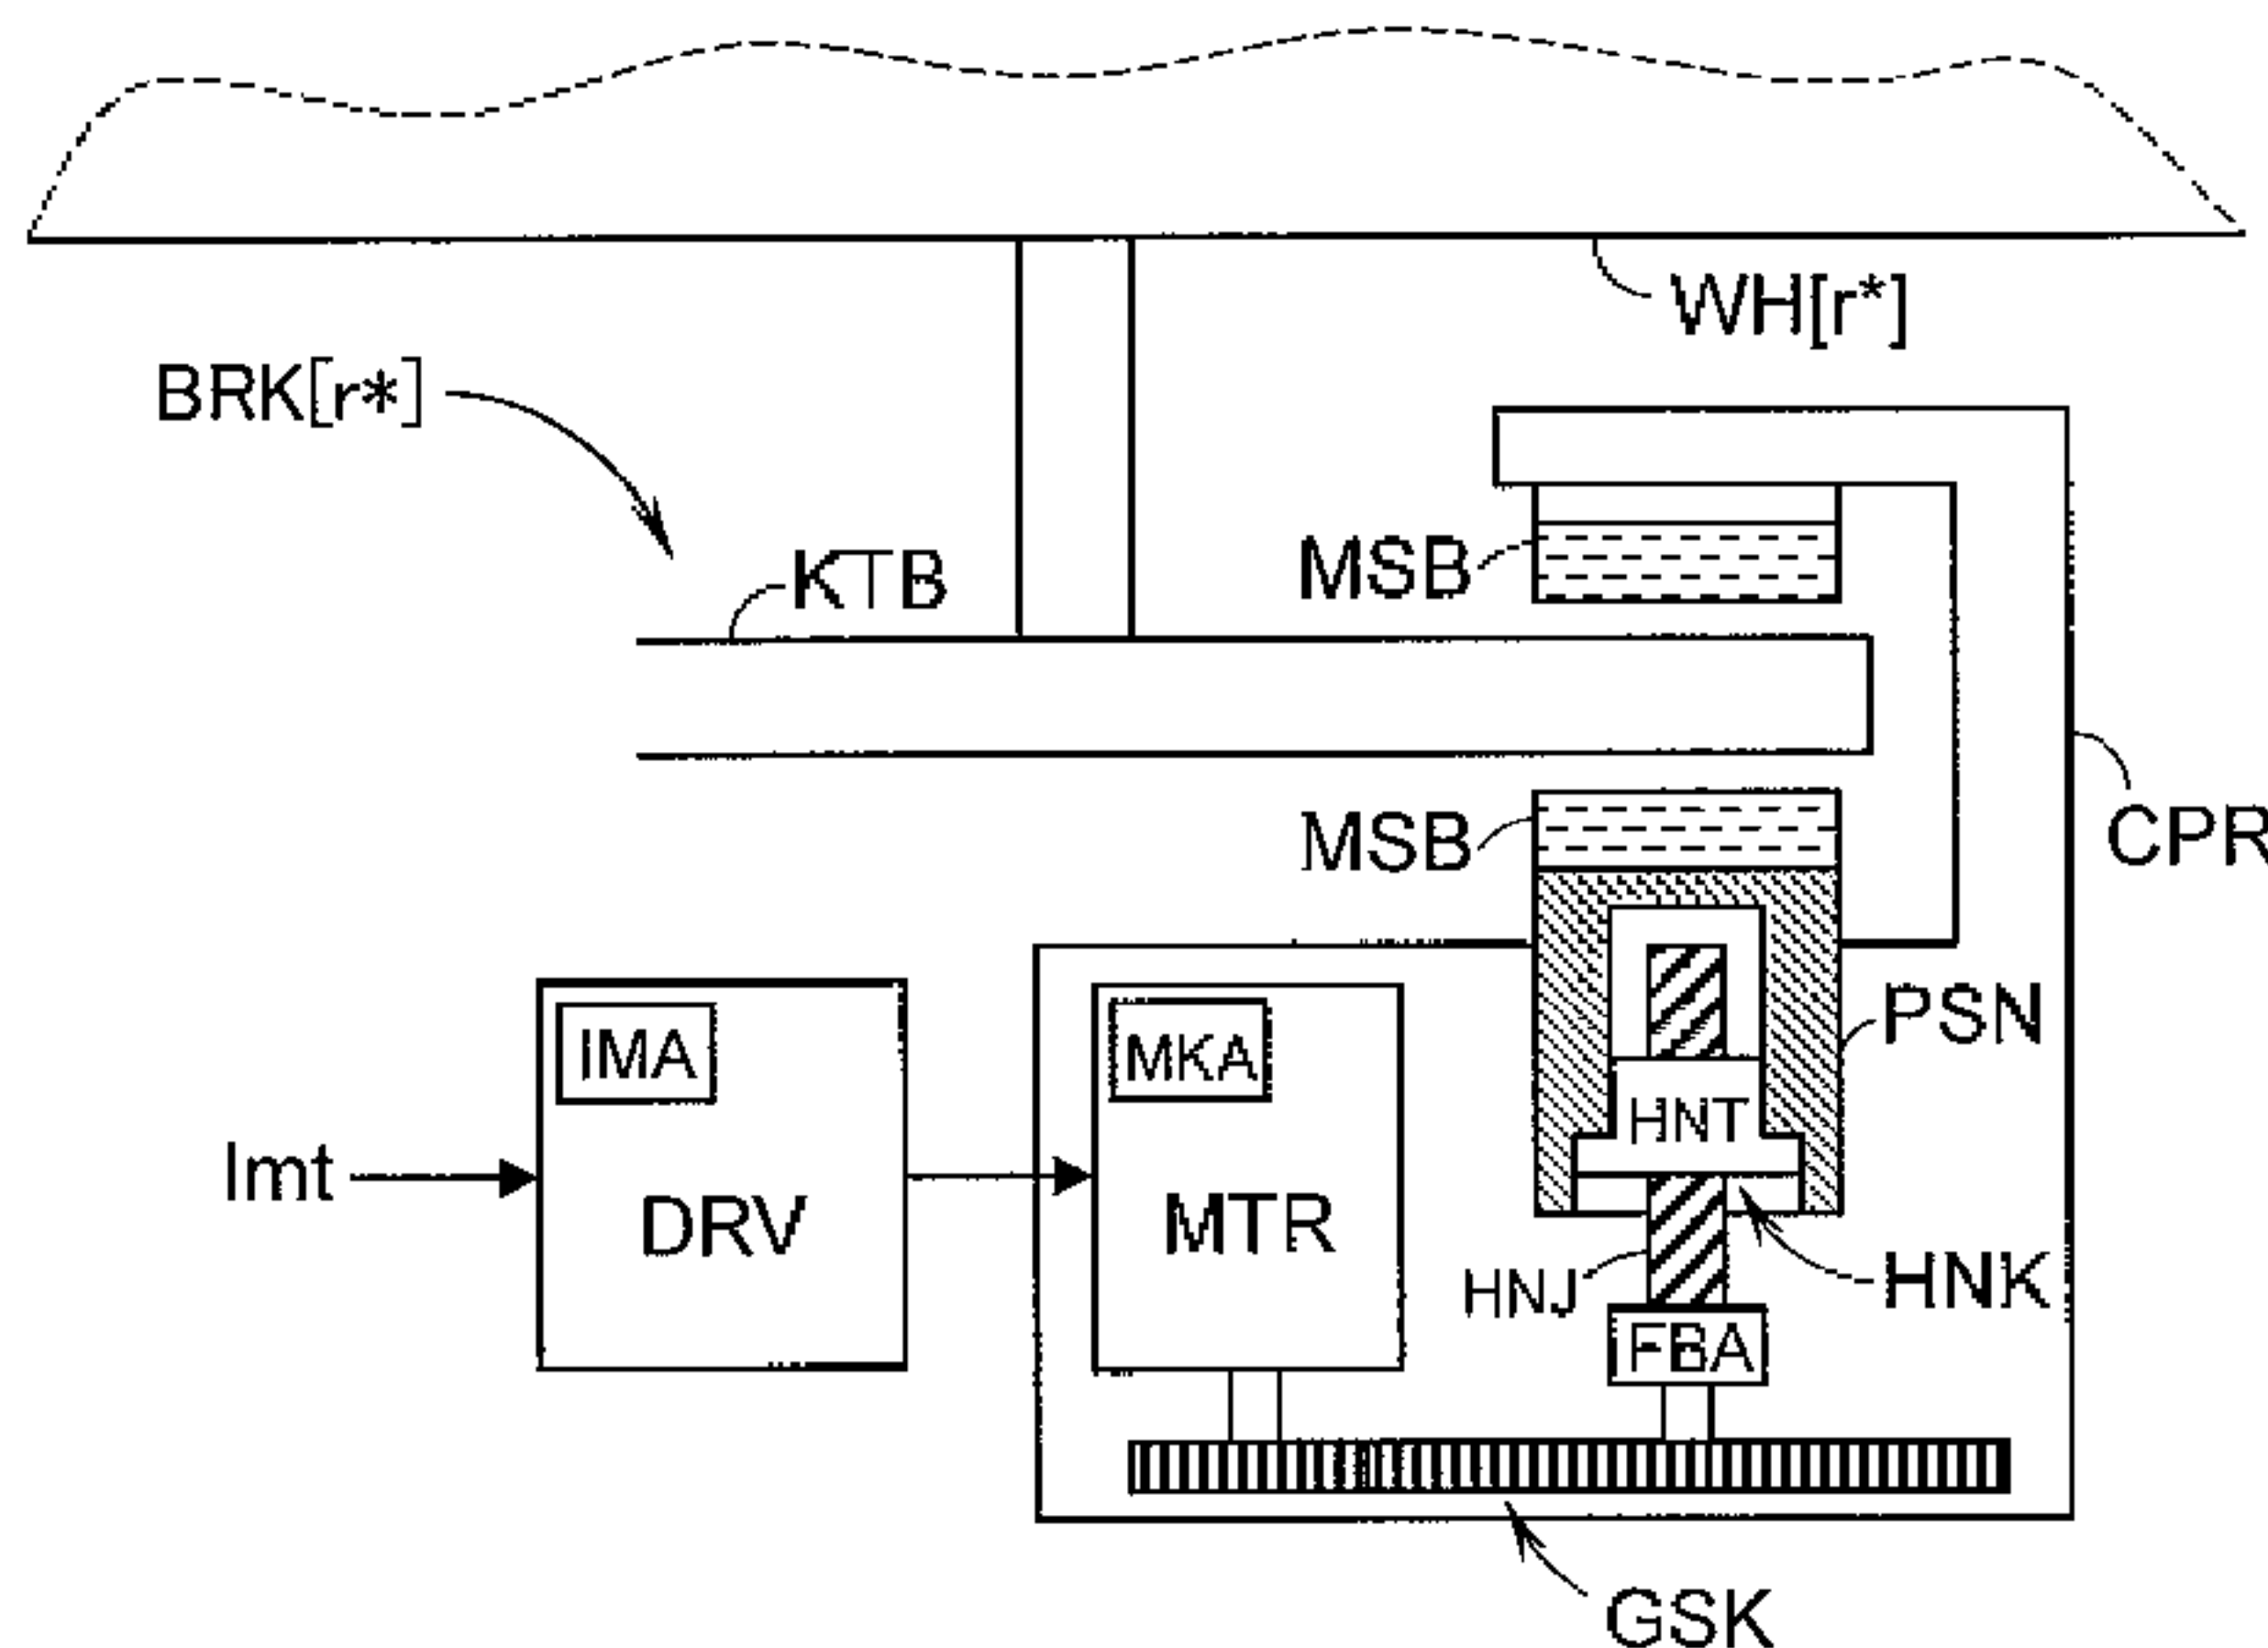 WH[r*]
BRK[r*]
KTB
MSB
MSB
CPR
PSN
IMA
MKA
HNT
Imt
DRV
MTR
HNJ
HNK
FBA
GSK